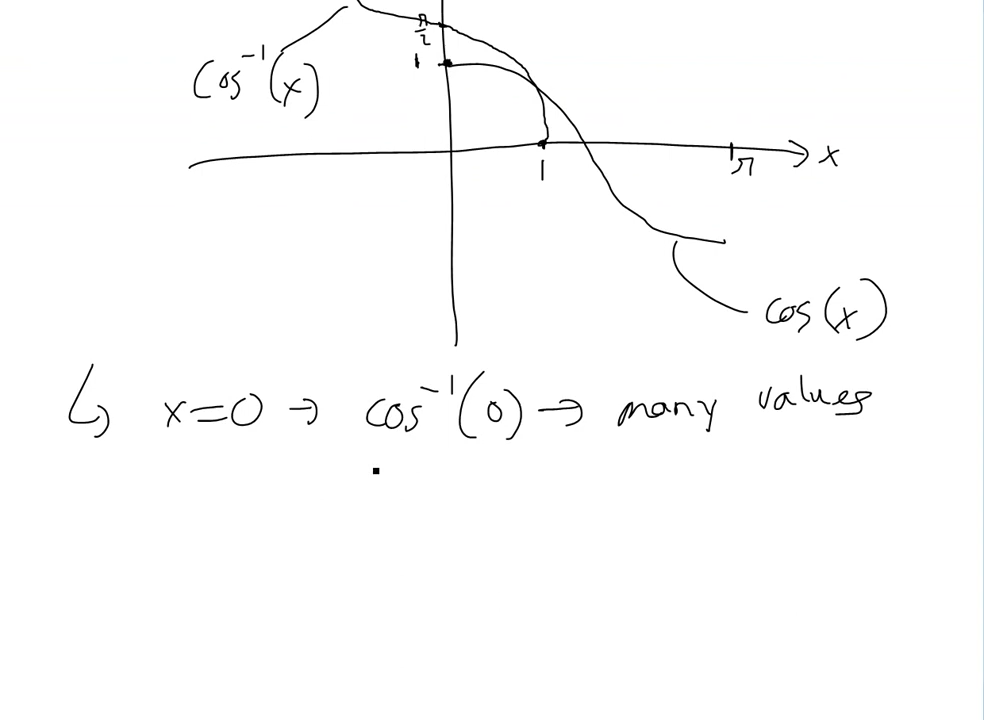 π/2
cos⁻¹(x)
1
1
π
x
cos(x)
↳ x=0 → cos⁻¹(0) → many values